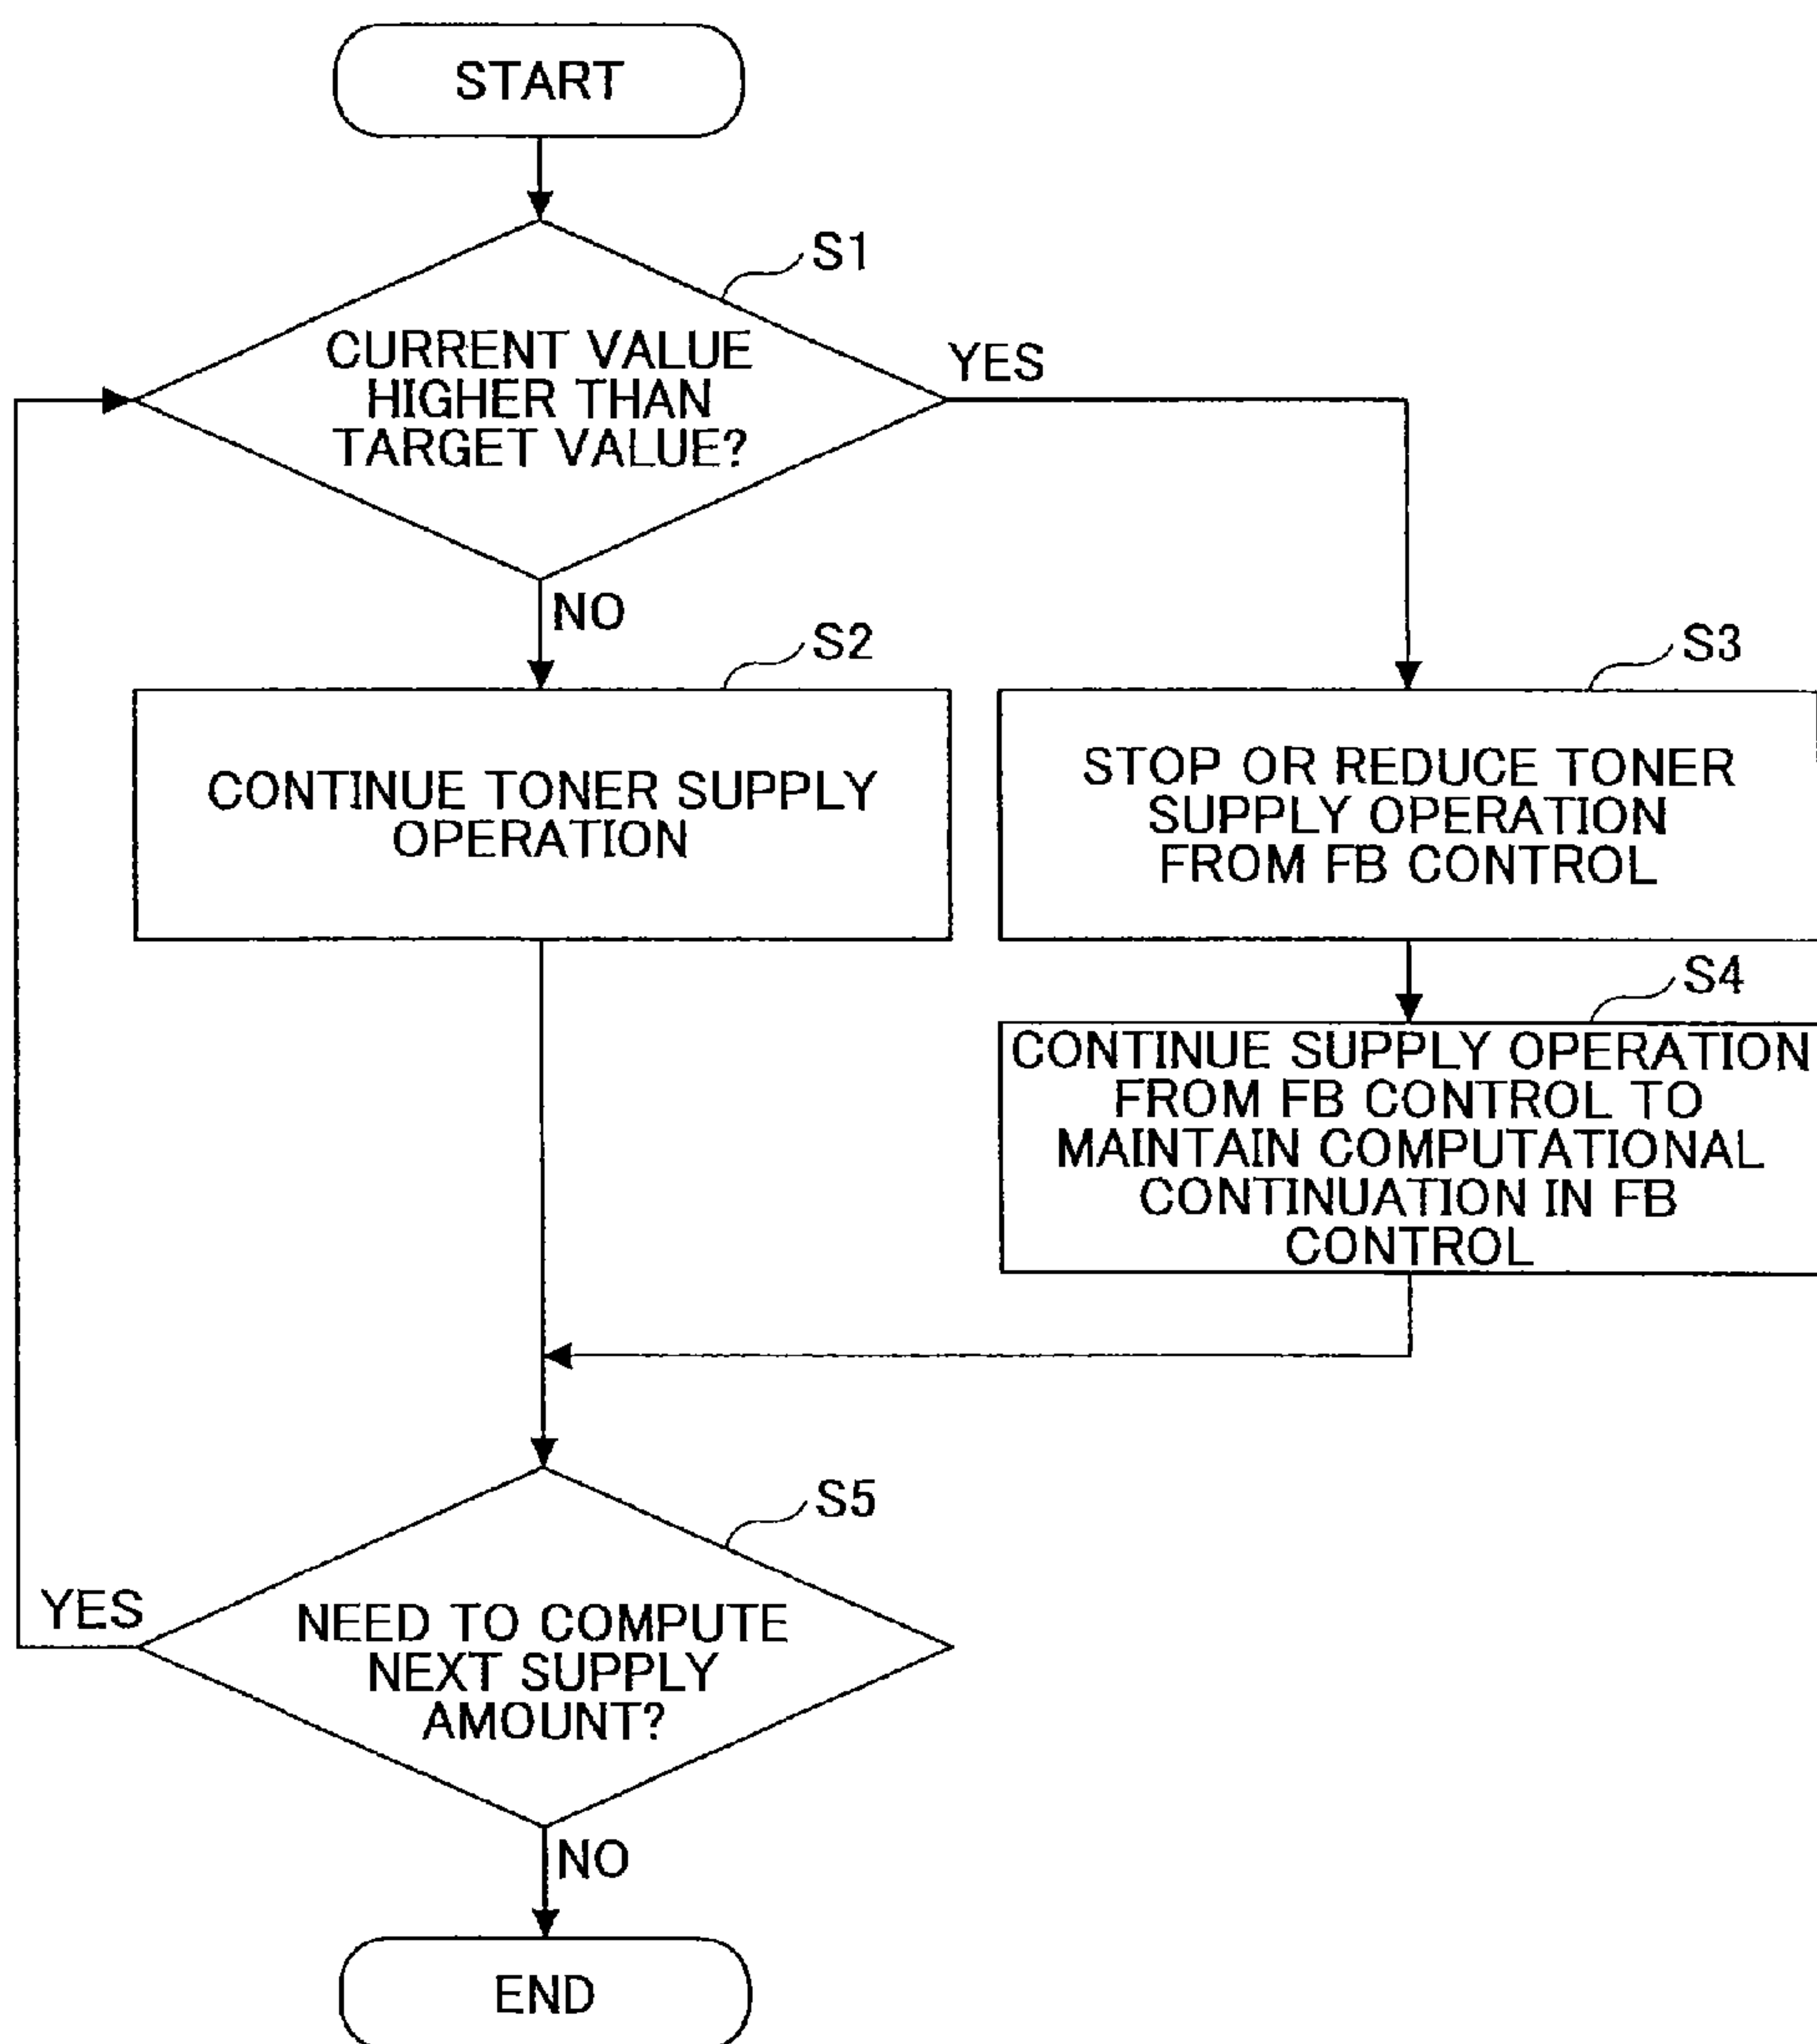 START
S1
CURRENT VALUE
HIGHER THAN
TARGET VALUE?
YES
NO
S2
CONTINUE TONER SUPPLY
OPERATION
S3
STOP OR REDUCE TONER
SUPPLY OPERATION
FROM FB CONTROL
S4
CONTINUE SUPPLY OPERATION
FROM FB CONTROL TO
MAINTAIN COMPUTATIONAL
CONTINUATION IN FB
CONTROL
S5
NEED TO COMPUTE
NEXT SUPPLY
AMOUNT?
YES
NO
END